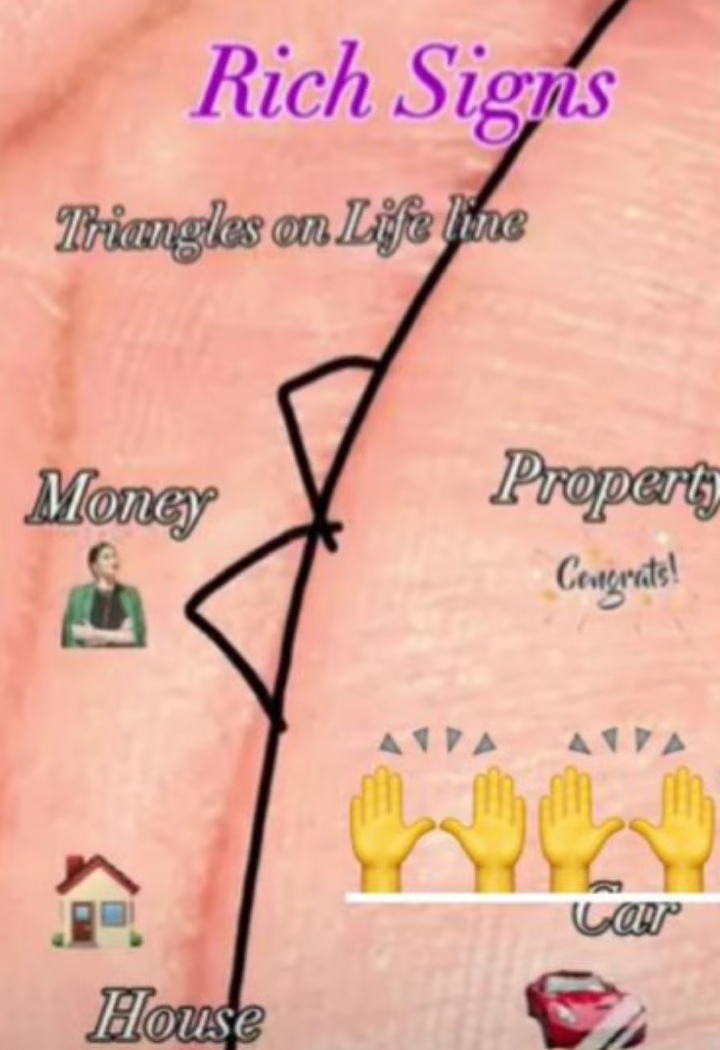 Rich Signs
Triangles on Life line
Money
Property
Congrats!
Car
House